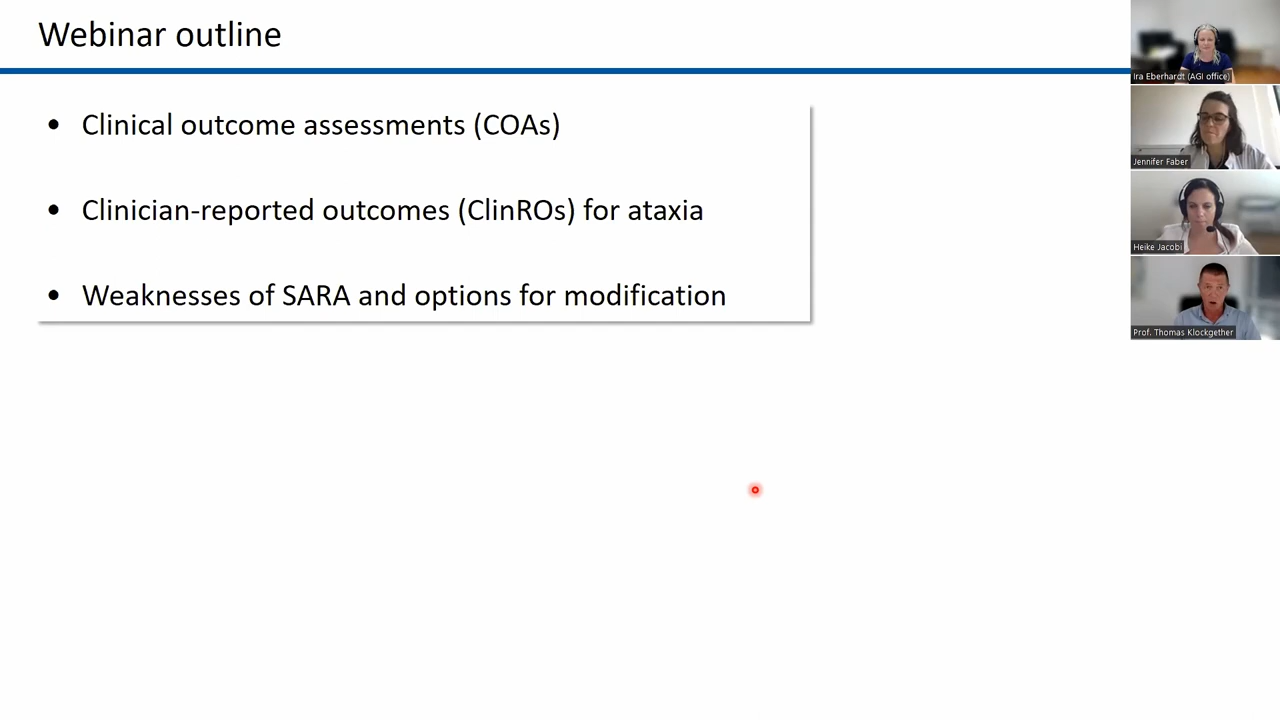 Webinar outline
• Clinical outcome assessments (COAs)
• Clinician-reported outcomes (ClinROs) for ataxia
• Weaknesses of SARA and options for modification
Ira Eberhardt (AGI office)
Jennifer Faber
Heike Jacobi
Prof. Thomas Klockgether